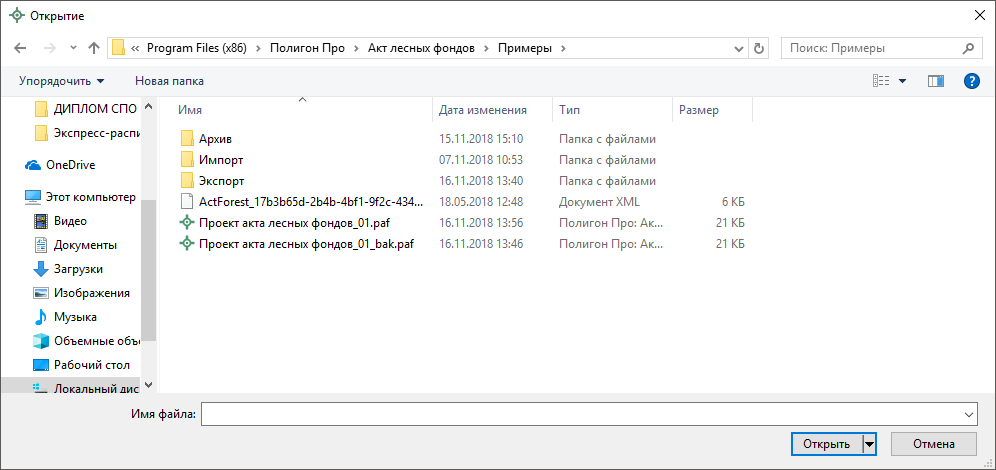 Открытие
« Program Files (x86) › Полигон Про › Акт лесных фондов › Примеры ›
Поиск: Примеры
Упорядочить
Новая папка
?
ДИПЛОМ СПО
Экспресс-распи
OneDrive
Этот компьютер
Видео
Документы
Загрузки
Изображения
Музыка
Объемные объ
Рабочий стол
Локальный дис
Имя Дата изменения Тип Размер
Архив 15.11.2018 15:10 Папка с файлами
Импорт 07.11.2018 10:53 Папка с файлами
Экспорт 16.11.2018 13:40 Папка с файлами
ActForest_17b3b65d-2b4b-4bf1-9f2c-434... 18.05.2018 12:48 Документ XML 6 КБ
Проект акта лесных фондов_01.paf 16.11.2018 13:56 Полигон Про: Ак... 21 КБ
Проект акта лесных фондов_01_bak.paf 16.11.2018 13:46 Полигон Про: Ак... 21 КБ
Имя файла:
Открыть
Отмена